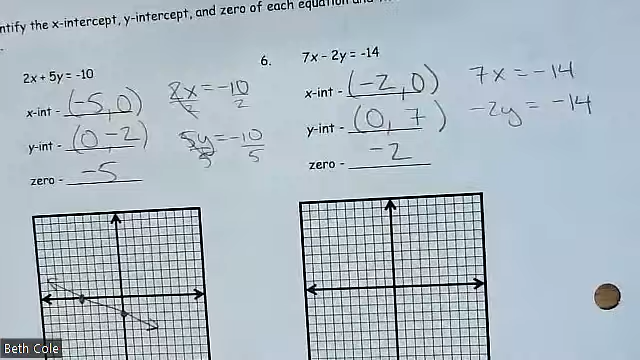 ntify the x-intercept, y-intercept, and zero of each equation and
2x + 5y = -10
x-int - (-5, 0)
y-int - (0, -2)
zero - -5
2x = -10
2 2
5y = -10
5 5
6. 7x - 2y = -14
x-int - (-2, 0)
y-int - (0, 7)
zero - -2
7x = -14
-2y = -14
Beth Cole